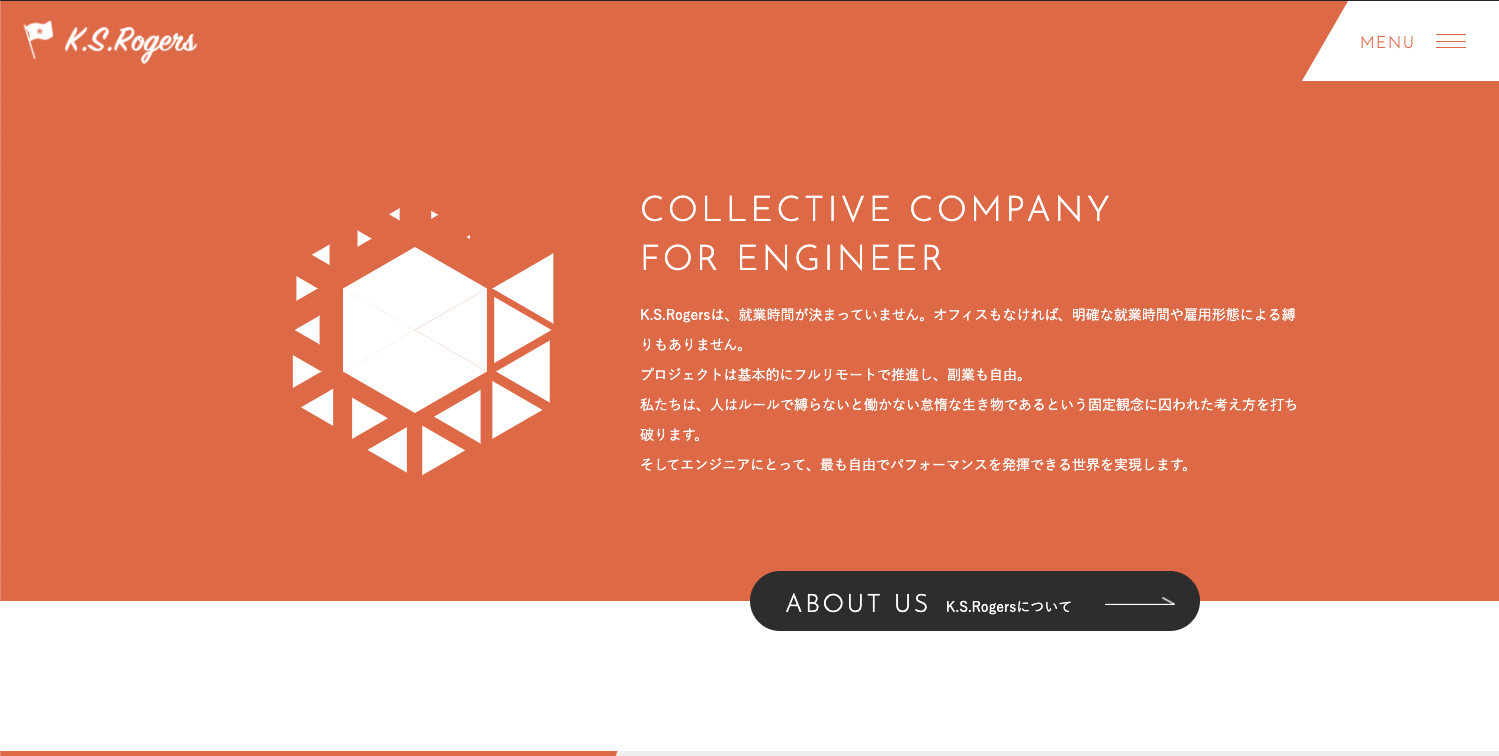 K.S.Rogers
MENU
COLLECTIVE COMPANY
FOR ENGINEER
K.S.Rogersは、就業時間が決まっていません。オフィスもなければ、明確な就業時間や雇用形態による縛
りもありません。
プロジェクトは基本的にフルリモートで推進し、副業も自由。
私たちは、人はルールで縛らないと働かない怠惰な生き物であるという固定観念に囚われた考え方を打ち
破ります。
そしてエンジニアにとって、最も自由でパフォーマンスを発揮できる世界を実現します。
ABOUT US K.S.Rogersについて